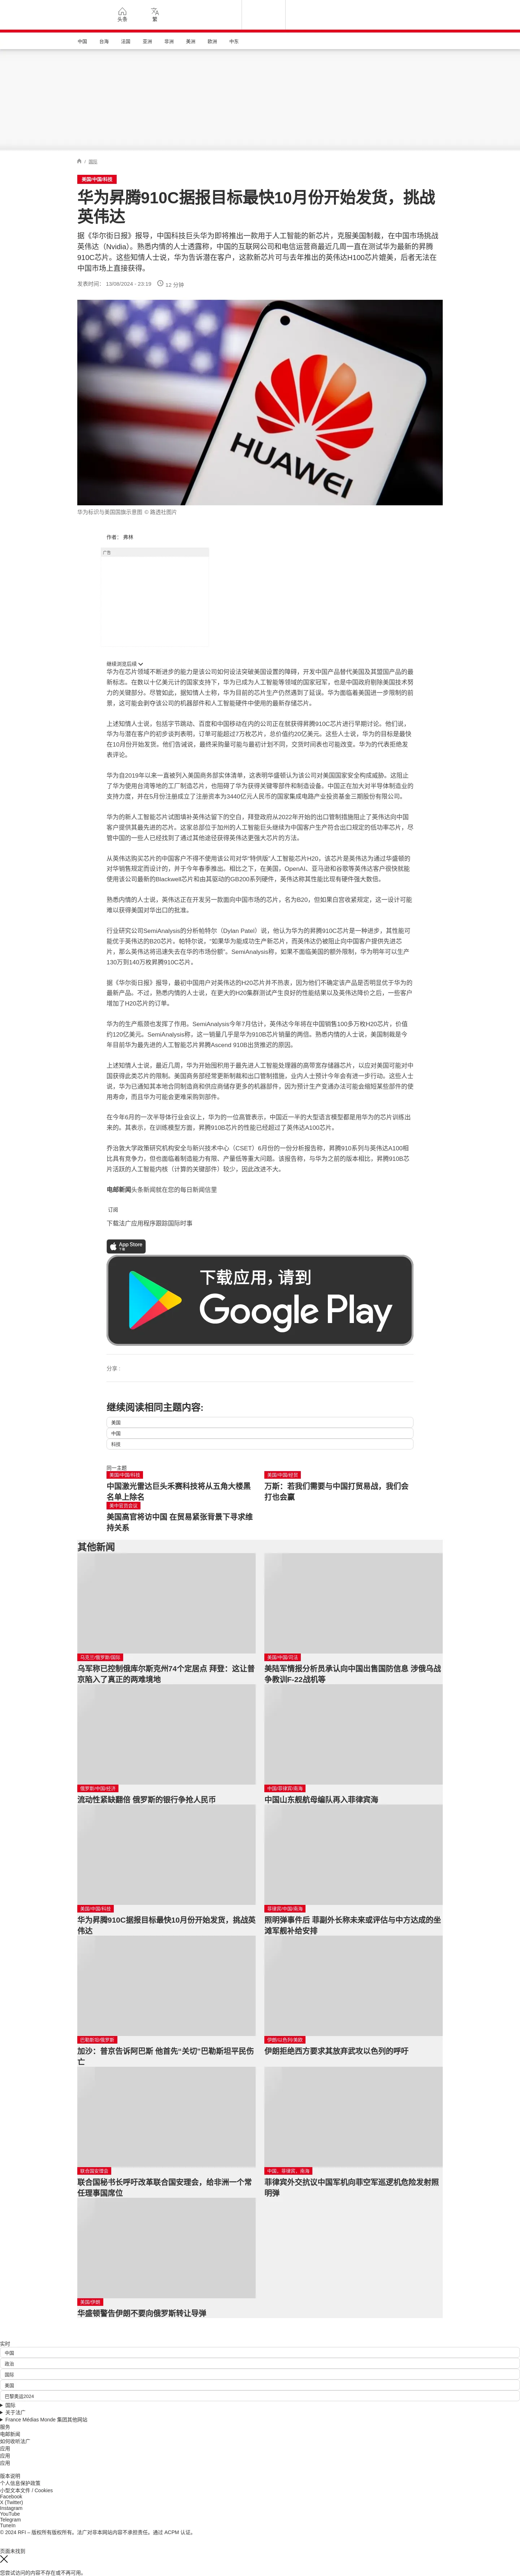 头条
繁
中国
台海
法国
亚洲
非洲
美洲
欧洲
中东
/ 国际
美国/中国/科技
华为昇腾910C据报目标最快10月份开始发货，挑战
英伟达
据《华尔街日报》报导，中国科技巨头华为即将推出一款用于人工智能的新芯片，克服美国制裁，在中国市场挑战
英伟达（Nvidia）。熟悉内情的人士透露称，中国的互联网公司和电信运营商最近几周一直在测试华为最新的昇腾
910C芯片。这些知情人士说，华为告诉潜在客户，这款新芯片可与去年推出的英伟达H100芯片媲美，后者无法在
中国市场上直接获得。
发表时间： 13/08/2024 - 23:19
12 分钟
HUAWEI
华为标识与美国国旗示意图 © 路透社图片
作者： 弗林
广告
继续浏览后续
华为在芯片领域不断进步的能力是该公司如何设法突破美国设置的障碍，开发中国产品替代美国及其盟国产品的最
新标志。在数以十亿美元计的国家支持下，华为已成为人工智能等领域的国家冠军，也是中国政府剔除美国技术努
力的关键部分。尽管如此，据知情人士称，华为目前的芯片生产仍然遇到了延误。华为面临着美国进一步限制的前
景，这可能会剥夺该公司的机器部件和人工智能硬件中使用的最新存储芯片。
上述知情人士说，包括字节跳动、百度和中国移动在内的公司正在就获得昇腾910C芯片进行早期讨论。他们说，
华为与潜在客户的初步谈判表明，订单可能超过7万枚芯片，总价值约20亿美元。这些人士说，华为的目标是最快
在10月份开始发货。他们告诫说，最终采购量可能与最初计划不同，交货时间表也可能改变。华为的代表拒绝发
表评论。
华为自2019年以来一直被列入美国商务部实体清单，这表明华盛顿认为该公司对美国国家安全构成威胁。这阻止
了华为使用台湾等地的工厂制造芯片，也阻碍了华为获得关键零部件和制造设备。中国正在加大对半导体制造业的
支持力度，并在5月份注册成立了注册资本为3440亿元人民币的国家集成电路产业投资基金三期股份有限公司。
华为的新人工智能芯片试图填补英伟达留下的空白，拜登政府从2022年开始的出口管制措施阻止了英伟达向中国
客户提供其最先进的芯片。这家总部位于加州的人工智能巨头继续为中国客户生产符合出口规定的低功率芯片，尽
管中国的一些人已经找到了通过其他途径获得英伟达更强大芯片的方法。
从英伟达购买芯片的中国客户不得不使用该公司对华“特供版”人工智能芯片H20，该芯片是英伟达为通过华盛顿的
对华销售规定而设计的，并于今年春季推出。相比之下，在美国，OpenAI、亚马逊和谷歌等英伟达客户很快就能
使用该公司最新的Blackwell芯片和由其驱动的GB200系列硬件，英伟达称其性能比现有硬件强大数倍。
熟悉内情的人士说，英伟达正在开发另一款面向中国市场的芯片，名为B20，但如果白宫收紧规定，这一设计可能
难以获得美国对华出口的批准。
行业研究公司SemiAnalysis的分析帕特尔（Dylan Patel）说，他认为华为的昇腾910C芯片是一种进步，其性能可
能优于英伟达的B20芯片。帕特尔说，“如果华为能成功生产新芯片，而英伟达仍被阻止向中国客户提供先进芯
片，那么英伟达将迅速失去在华的市场份额”。SemiAnalysis称，如果不面临美国的额外限制，华为明年可以生产
130万到140万枚昇腾910C芯片。
据《华尔街日报》报导，最初中国用户对英伟达的H20芯片并不热衷，因为他们不确定该产品是否明显优于华为的
最新产品。不过，熟悉内情的人士说，在更大的H20集群测试产生良好的性能结果以及英伟达降价之后，一些客户
增加了H20芯片的订单。
华为的生产瓶颈也发挥了作用。SemiAnalysis今年7月估计，英伟达今年将在中国销售100多万枚H20芯片，价值
约120亿美元。SemiAnalysis称，这一销量几乎是华为910B芯片销量的两倍。熟悉内情的人士说，美国制裁是今
年目前华为最先进的人工智能芯片昇腾Ascend 910B出货推迟的原因。
上述知情人士说，最近几周，华为开始囤积用于最先进人工智能处理器的高带宽存储器芯片，以应对美国可能对中
国获得此类芯片的限制。美国商务部经常更新制裁和出口管制措施，业内人士预计今年会有进一步行动。这些人士
说，华为已通知其本地合同制造商和供应商储存更多的机器部件，因为预计生产变通办法可能会缩短某些部件的使
用寿命，而且华为可能会更难采购到部件。
在今年6月的一次半导体行业会议上，华为的一位高管表示，中国近一半的大型语言模型都是用华为的芯片训练出
来的。其表示，在训练模型方面，昇腾910B芯片的性能已经超过了英伟达A100芯片。
乔治敦大学政策研究机构安全与新兴技术中心（CSET）6月份的一份分析报告称，昇腾910系列与英伟达A100相
比具有竞争力，但也面临着制造能力有限、产量低等重大问题。该报告称，与华为之前的版本相比，昇腾910B芯
片活跃的人工智能内核（计算的关键部件）较少，因此改进不大。
电邮新闻头条新闻就在您的每日新闻信里
订阅
下载法广应用程序跟踪国际时事
App Store
下载
下载应用，请到
Google Play
分享 :
继续阅读相同主题内容:
美国
中国
科技
同一主题
美国/中国/科技
中国激光雷达巨头禾赛科技将从五角大楼黑
名单上除名
美国/中国/经贸
万斯：若我们需要与中国打贸易战，我们会
打也会赢
美中官员会议
美国高官将访中国 在贸易紧张背景下寻求维
持关系
其他新闻
乌克兰/俄罗斯/国际
乌军称已控制俄库尔斯克州74个定居点 拜登：这让普
京陷入了真正的两难境地
美国/中国/司法
美陆军情报分析员承认向中国出售国防信息 涉俄乌战
争教训F-22战机等
俄罗斯/中国/经济
流动性紧缺翻倍 俄罗斯的银行争抢人民币
中国/菲律宾/南海
中国山东舰航母编队再入菲律宾海
美国/中国/科技
华为昇腾910C据报目标最快10月份开始发货，挑战英
伟达
菲律宾/中国/南海
照明弹事件后 菲副外长称未来或评估与中方达成的坐
滩军舰补给安排
巴勒斯坦/俄罗斯
加沙：普京告诉阿巴斯 他首先“关切”巴勒斯坦平民伤
亡
伊朗/以色列/美欧
伊朗拒绝西方要求其放弃武攻以色列的呼吁
联合国安理会
联合国秘书长呼吁改革联合国安理会，给非洲一个常
任理事国席位
中国，菲律宾，南海
菲律宾外交抗议中国军机向菲空军巡逻机危险发射照
明弹
美国/伊朗
华盛顿警告伊朗不要向俄罗斯转让导弹
实时
中国
政治
国际
美国
巴黎奥运2024
国际
关于法广
France Médias Monde 集团其他网站
服务
电邮新闻
如何收听法广
应用
应用
应用
版本说明
个人信息保护政策
小型文本文件 / Cookies
Facebook
X (Twitter)
Instagram
YouTube
Telegram
TuneIn
© 2024 RFI – 版权所有版权所有。法广对非本网站内容不承担责任。通过 ACPM 认证。
页面未找到
您尝试访问的内容不存在或不再可用。